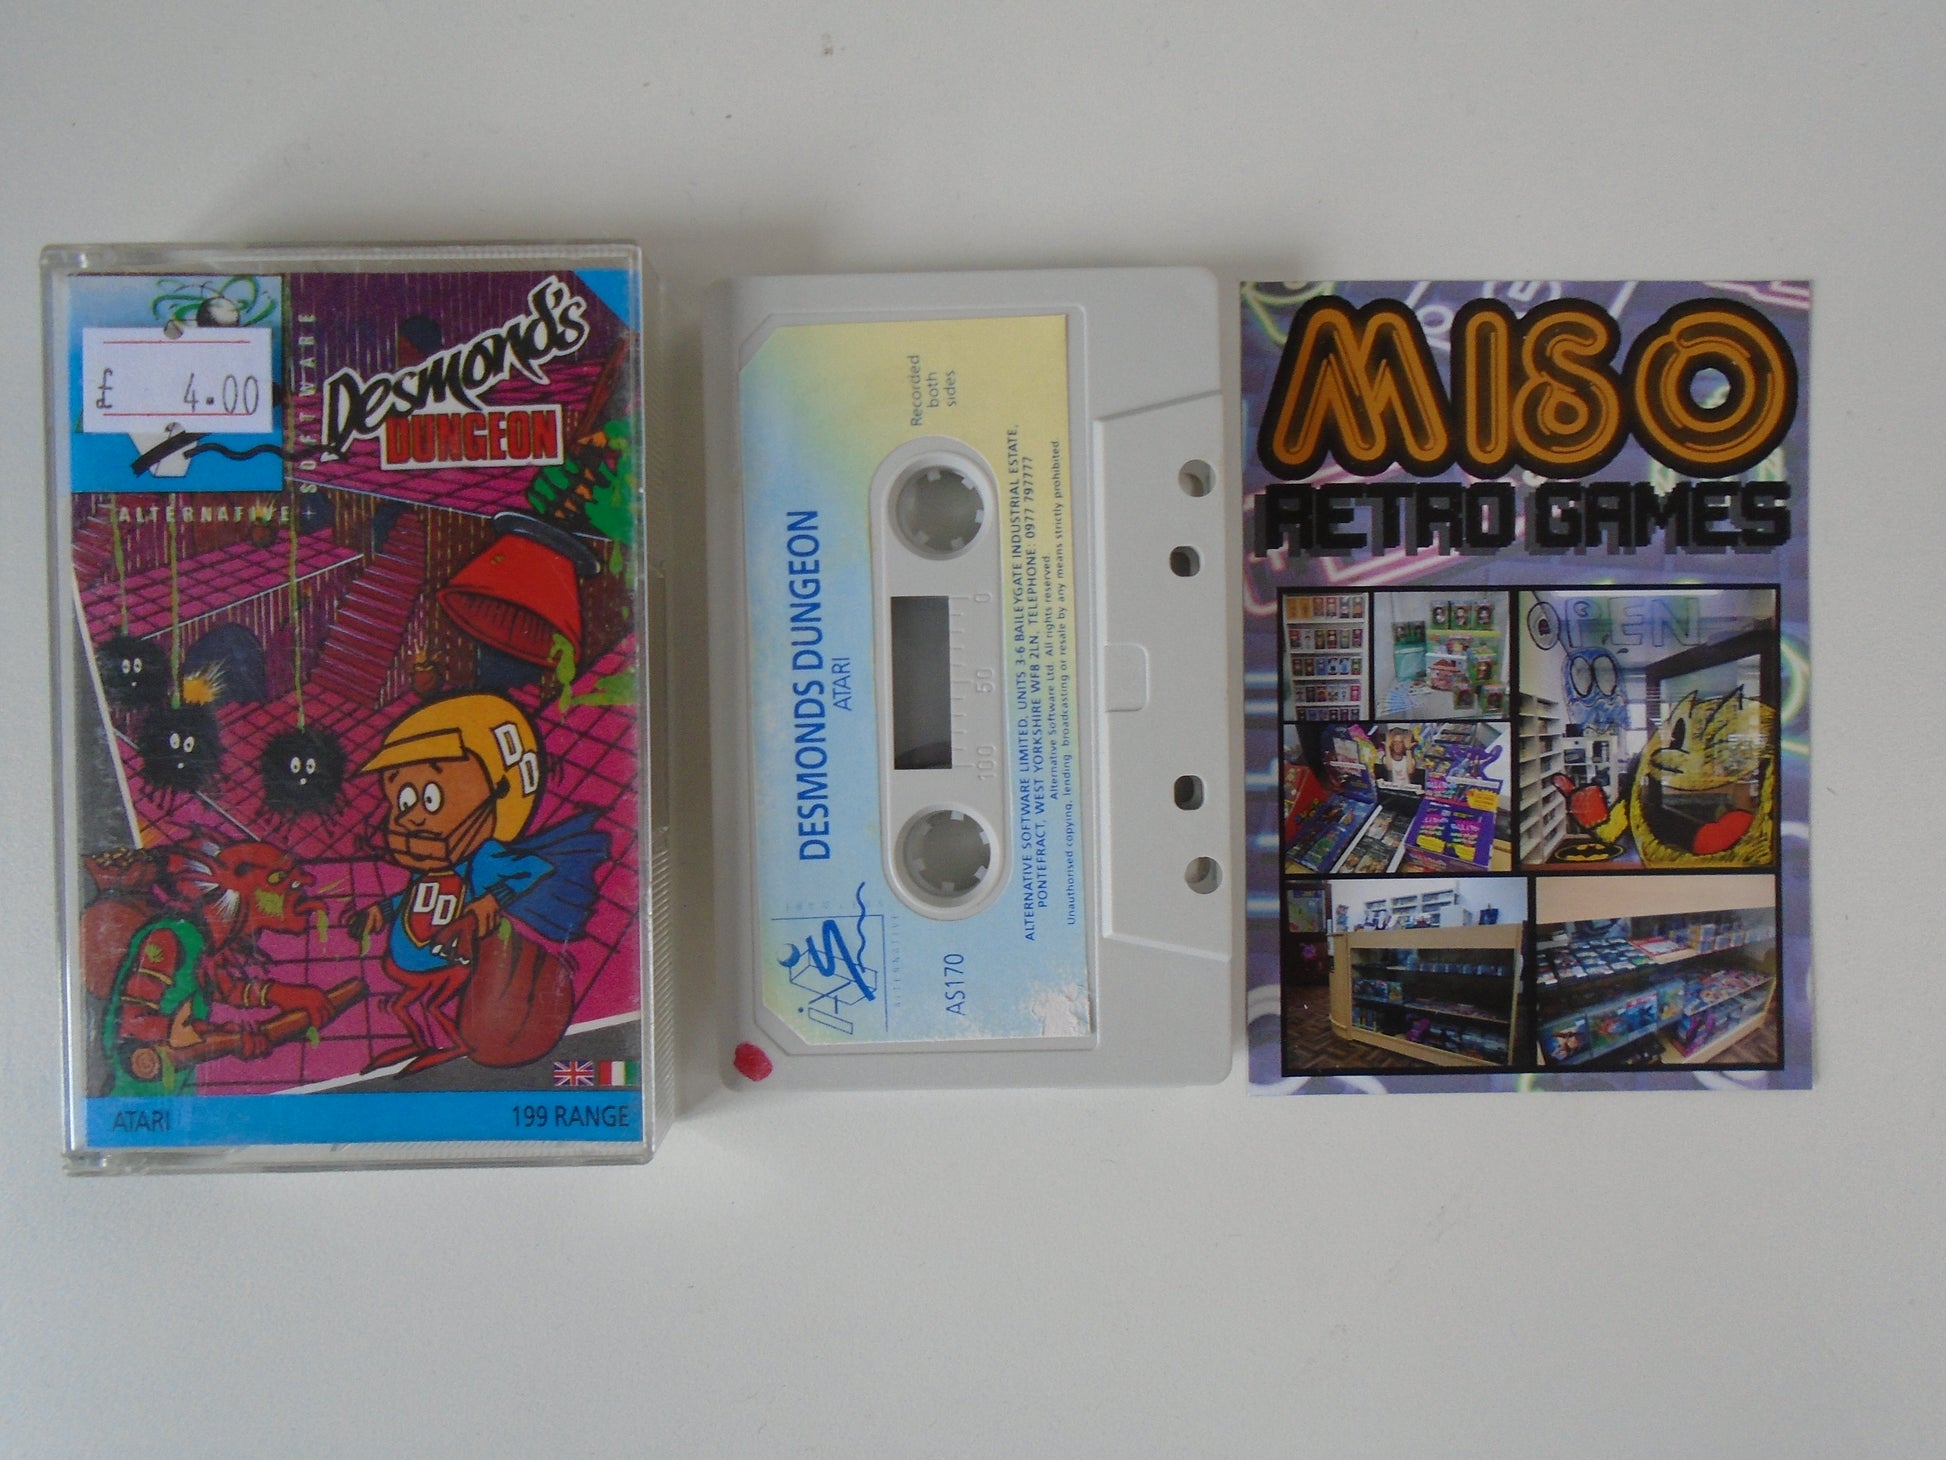 £ 4.00
SOFTWARE
ALTERNATIVE
Desmond's
DUNGEON
DD
DD
ATARI
199 RANGE
Recorded
both
sides
DESMONDS DUNGEON
ATARI
0 50 100
ALTERNATIVE
AS170
ALTERNATIVE SOFTWARE LIMITED. UNITS 3-6 BAILEYGATE INDUSTRIAL ESTATE,
PONTEFRACT, WEST YORKSHIRE WF8 2LN. TELEPHONE: 0977 797777
Alternative Software Ltd. All rights reserved.
Unauthorised copying, lending, broadcasting or resale by any means strictly prohibited.
MISO
RETRO GAMES
OPEN